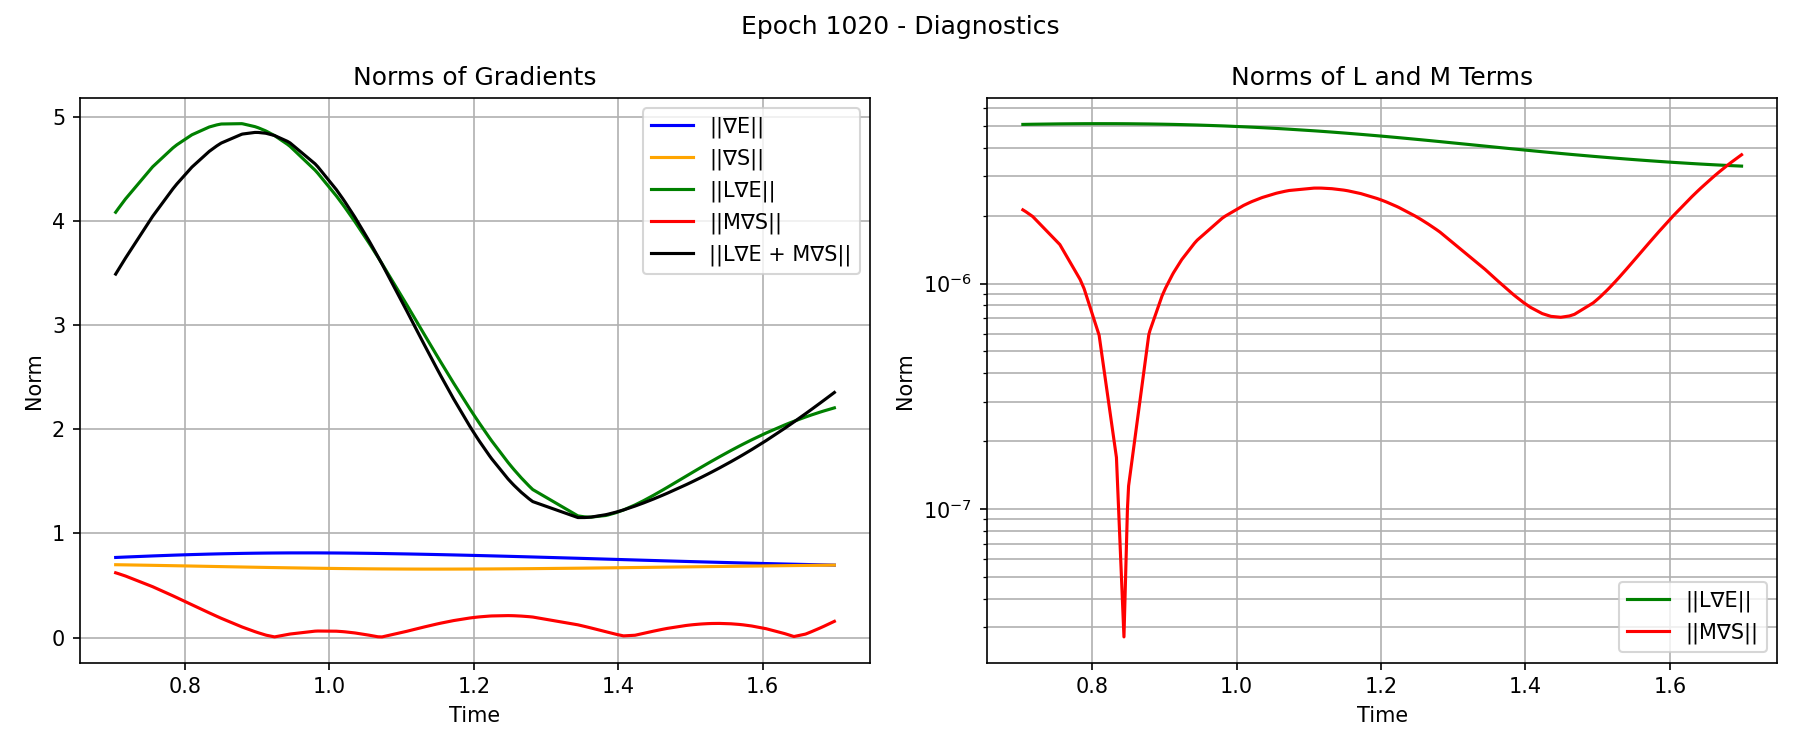 Epoch 1020 - Diagnostics
Norms of Gradients
Norm
5
4
3
2
1
0
||∇E||
||∇S||
||L∇E||
||M∇S||
||L∇E + M∇S||
0.8 1.0 1.2 1.4 1.6
Time
Norms of L and M Terms
Norm
10⁻⁶
10⁻⁷
||L∇E||
||M∇S||
0.8 1.0 1.2 1.4 1.6
Time